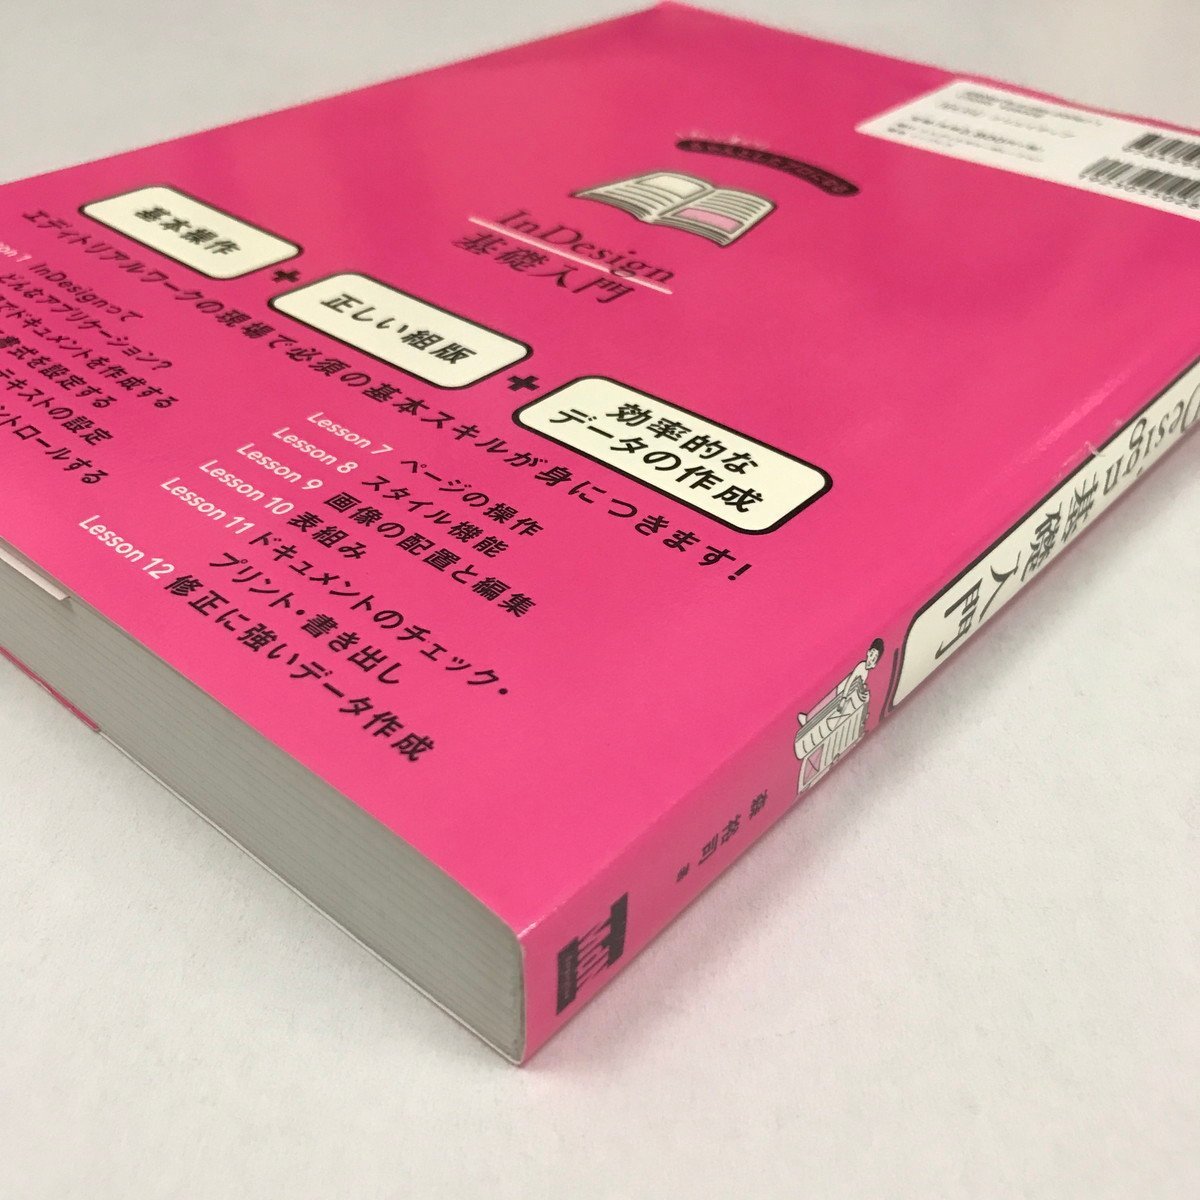 InDesign
基礎入門
基本操作
+
正しい組版
+
効率的な
データの作成
エディトリアルワークの現場で必須の基本スキルが身につきます!
InDesignって
どんなアプリケーション?
ドキュメントを作成する
書式を設定する
テキストの設定
ントロールする
Lesson 7 ページの操作
Lesson 8 スタイル機能
Lesson 9 画像の配置と編集
Lesson 10 表組み
Lesson 11 ドキュメントのチェック・
プリント・書き出し
Lesson 12 修正に強いデータ作成
Design 基礎入門
森 裕司 著
MdN